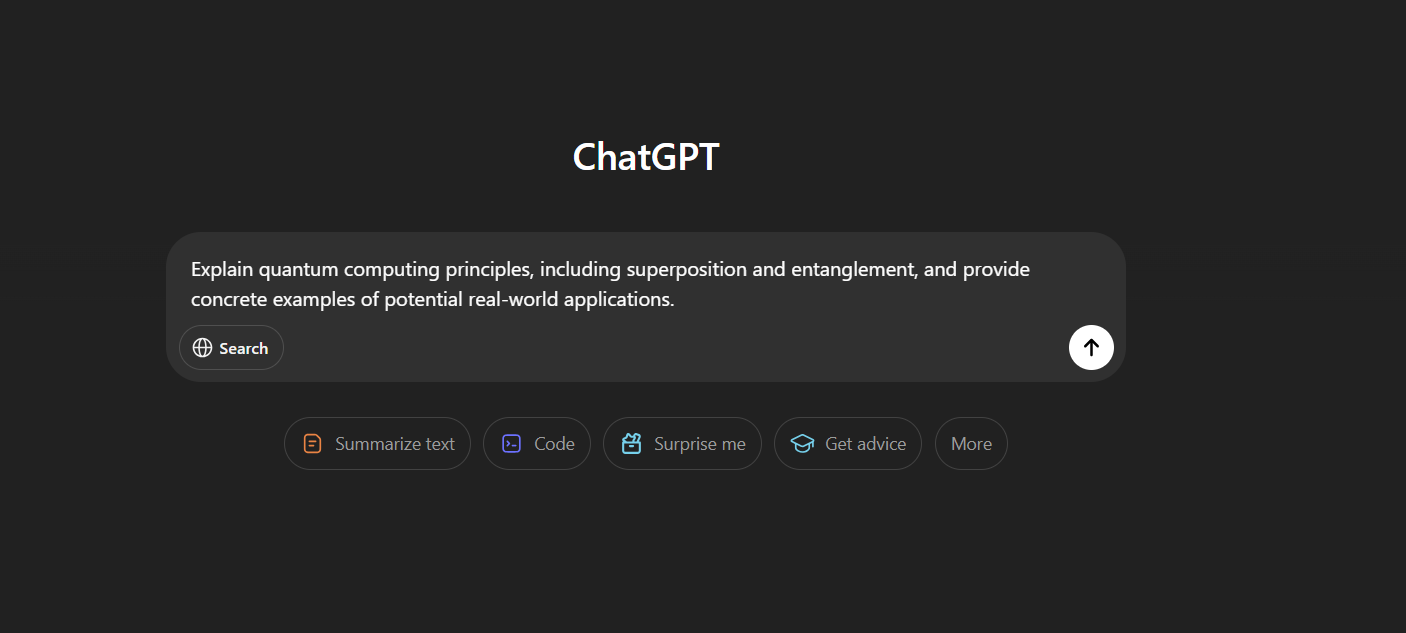 ChatGPT
Explain quantum computing principles, including superposition and entanglement, and provide
concrete examples of potential real-world applications.
Search
Summarize text
Code
Surprise me
Get advice
More